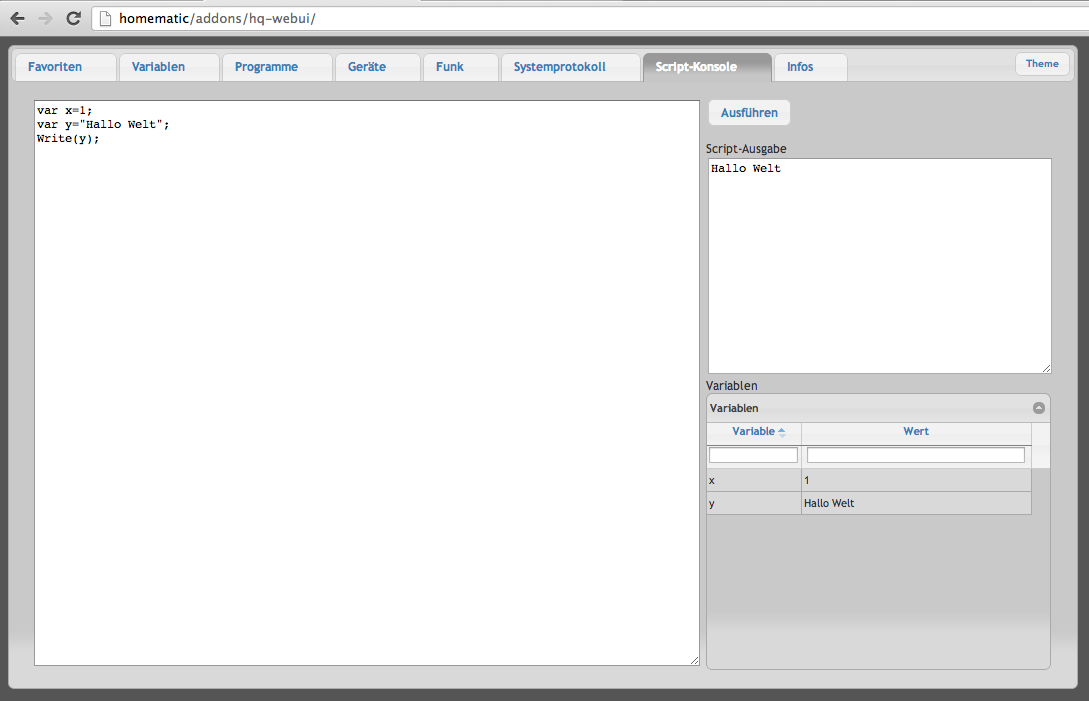 homematic/addons/hq-webui/
Favoriten Variablen Programme Geräte Funk Systemprotokoll Script-Konsole Infos Theme
var x=1;
var y="Hallo Welt";
Write(y);
Ausführen
Script-Ausgabe
Hallo Welt
Variablen
Variablen
Variable Wert
x 1
y Hallo Welt